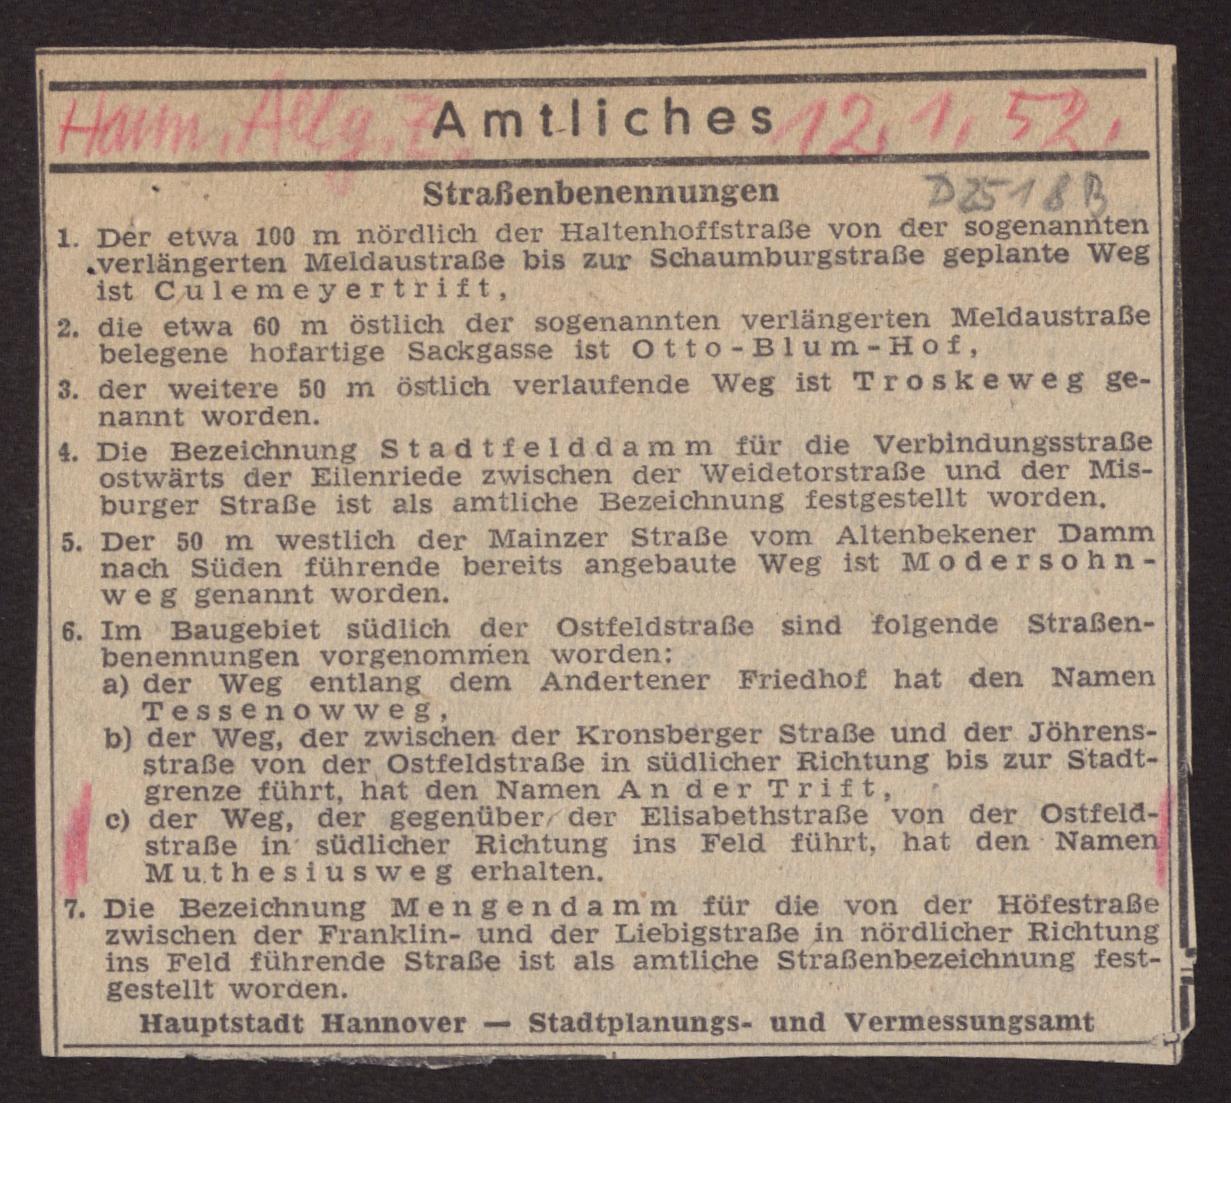 Hann. Allg. Z. Amtliches 12.1.52.
Straßenbenennungen D 2518 B
1. Der etwa 100 m nördlich der Haltenhoffstraße von der sogenannten
verlängerten Meldaustraße bis zur Schaumburgstraße geplante Weg
ist Culemeyertrift,
2. die etwa 60 m östlich der sogenannten verlängerten Meldaustraße
belegene hofartige Sackgasse ist Otto-Blum-Hof,
3. der weitere 50 m östlich verlaufende Weg ist Troskeweg ge-
nannt worden.
4. Die Bezeichnung Stadtfelddamm für die Verbindungsstraße
ostwärts der Eilenriede zwischen der Weidetorstraße und der Mis-
burger Straße ist als amtliche Bezeichnung festgestellt worden.
5. Der 50 m westlich der Mainzer Straße vom Altenbekener Damm
nach Süden führende bereits angebaute Weg ist Modersohn-
weg genannt worden.
6. Im Baugebiet südlich der Ostfeldstraße sind folgende Straßen-
benennungen vorgenommen worden:
a) der Weg entlang dem Andertener Friedhof hat den Namen
Tessenowweg,
b) der Weg, der zwischen der Kronsberger Straße und der Jöhrens-
straße von der Ostfeldstraße in südlicher Richtung bis zur Stadt-
grenze führt, hat den Namen An der Trift,
c) der Weg, der gegenüber der Elisabethstraße von der Ostfeld-
straße in südlicher Richtung ins Feld führt, hat den Namen
Muthesiusweg erhalten.
7. Die Bezeichnung Mengendamm für die von der Höfestraße
zwischen der Franklin- und der Liebigstraße in nördlicher Richtung
ins Feld führende Straße ist als amtliche Straßenbezeichnung fest-
gestellt worden.
Hauptstadt Hannover — Stadtplanungs- und Vermessungsamt